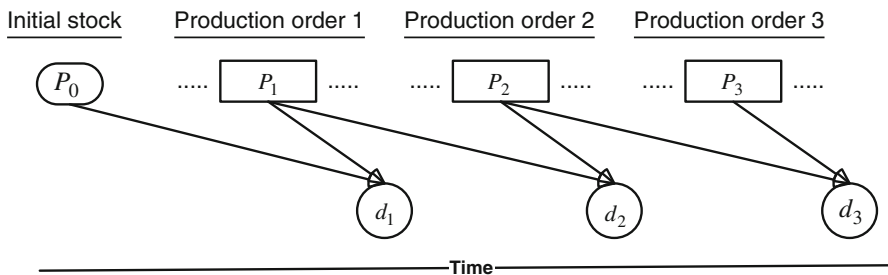 Initial stock Production order 1 Production order 2 Production order 3
P0 ..... P1 ..... ..... P2 ..... ..... P3 .....
d1 d2 d3
Time